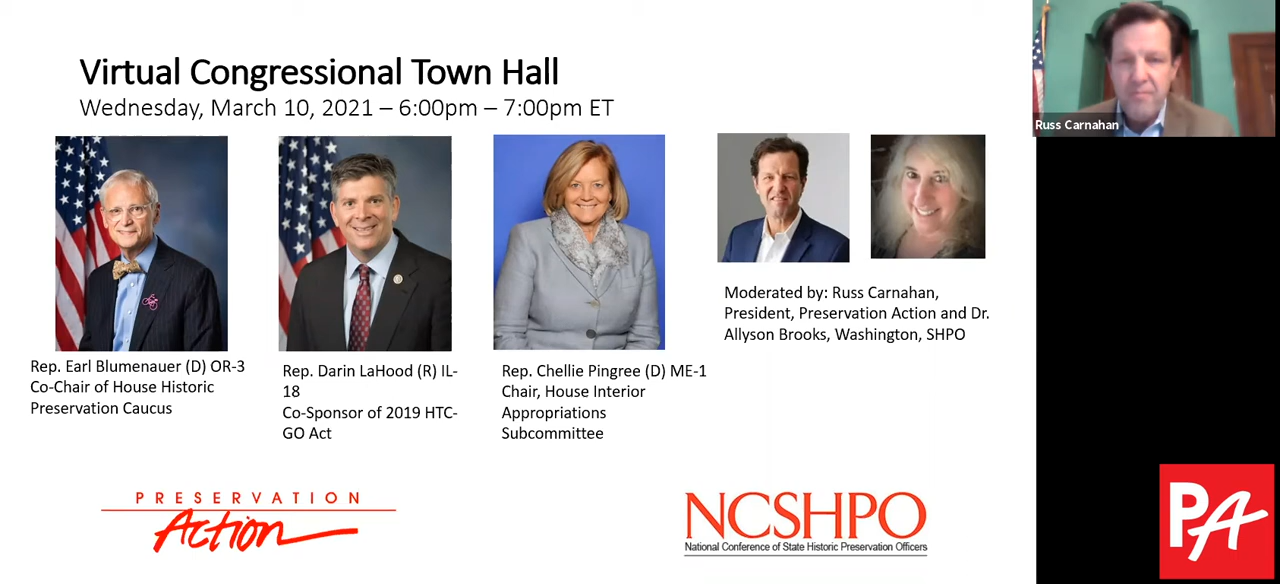 Virtual Congressional Town Hall
Wednesday, March 10, 2021 – 6:00pm – 7:00pm ET
Russ Carnahan
Rep. Earl Blumenauer (D) OR-3
Co-Chair of House Historic
Preservation Caucus
Rep. Darin LaHood (R) IL-
18
Co-Sponsor of 2019 HTC-
GO Act
Rep. Chellie Pingree (D) ME-1
Chair, House Interior
Appropriations
Subcommittee
Moderated by: Russ Carnahan,
President, Preservation Action and Dr.
Allyson Brooks, Washington, SHPO
PRESERVATION
Action
NCSHPO
National Conference of State Historic Preservation Officers
PA